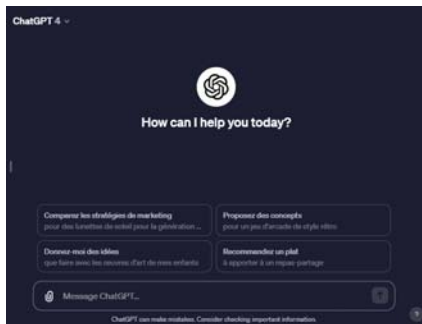 ChatGPT 4
How can I help you today?
Comparez les stratégies de marketing
pour des lunettes de soleil pour la génération ...
Proposez des concepts
pour un jeu d'arcade de style rétro
Donnez-moi des idées
que faire avec les œuvres d'art de mes enfants
Recommandez un plat
à apporter à un repas partage
Message ChatGPT...
ChatGPT can make mistakes. Consider checking important information.
?